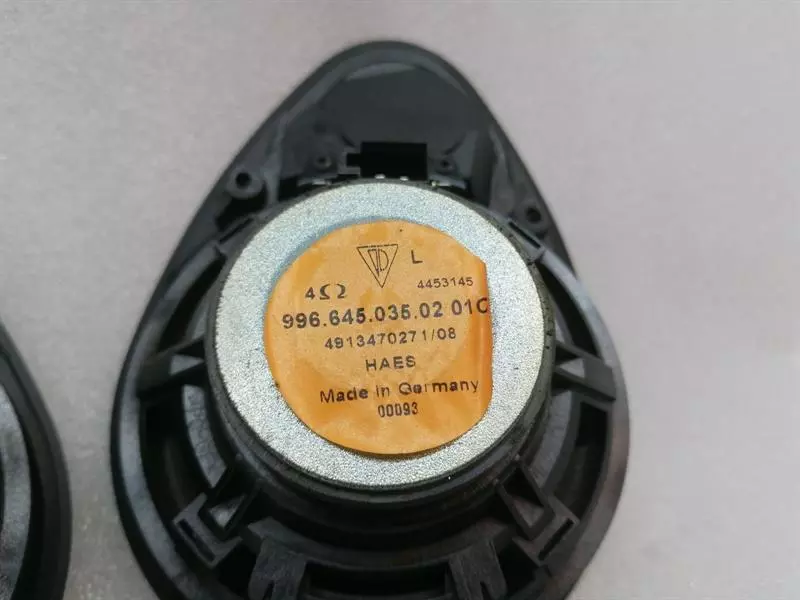 L
4453145
4Ω
996.645.035.02 01C
4913470271/08
HAES
Made in Germany
00093